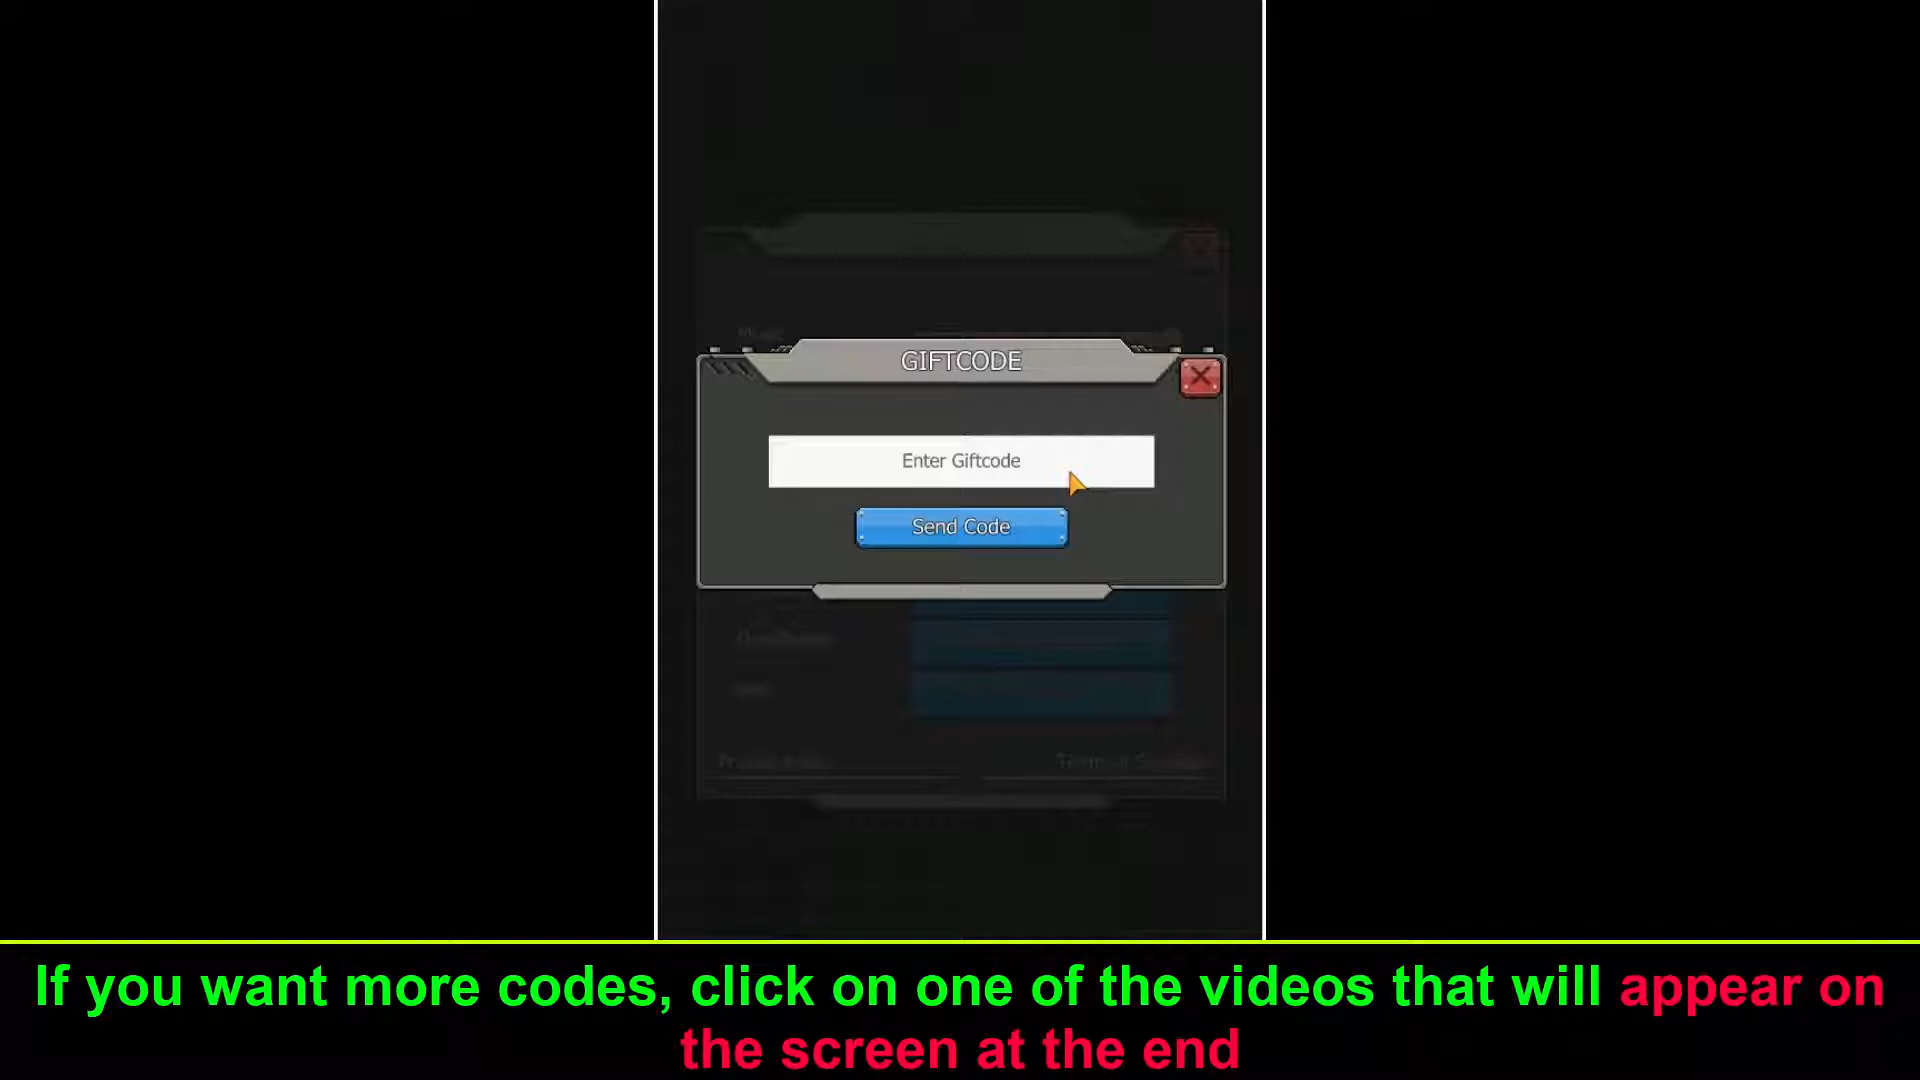 GIFTCODE
Enter Giftcode
Send Code
If you want more codes, click on one of the videos that will appear on
the screen at the end